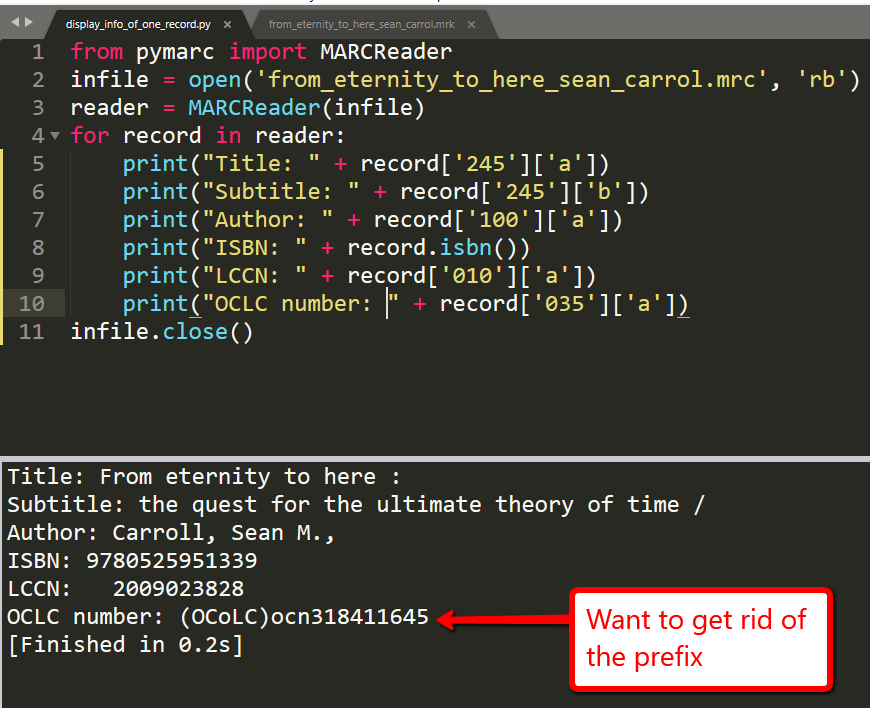 display_info_of_one_record.py × from_eternity_to_here_sean_carrol.mrk ×
1 from pymarc import MARCReader
2 infile = open('from_eternity_to_here_sean_carrol.mrc', 'rb')
3 reader = MARCReader(infile)
4 for record in reader:
5 print("Title: " + record['245']['a'])
6 print("Subtitle: " + record['245']['b'])
7 print("Author: " + record['100']['a'])
8 print("ISBN: " + record.isbn())
9 print("LCCN: " + record['010']['a'])
10 print("OCLC number: " + record['035']['a'])
11 infile.close()
Title: From eternity to here :
Subtitle: the quest for the ultimate theory of time /
Author: Carroll, Sean M.,
ISBN: 9780525951339
LCCN:   2009023828
OCLC number: (OCoLC)ocn318411645
[Finished in 0.2s]
Want to get rid of
the prefix